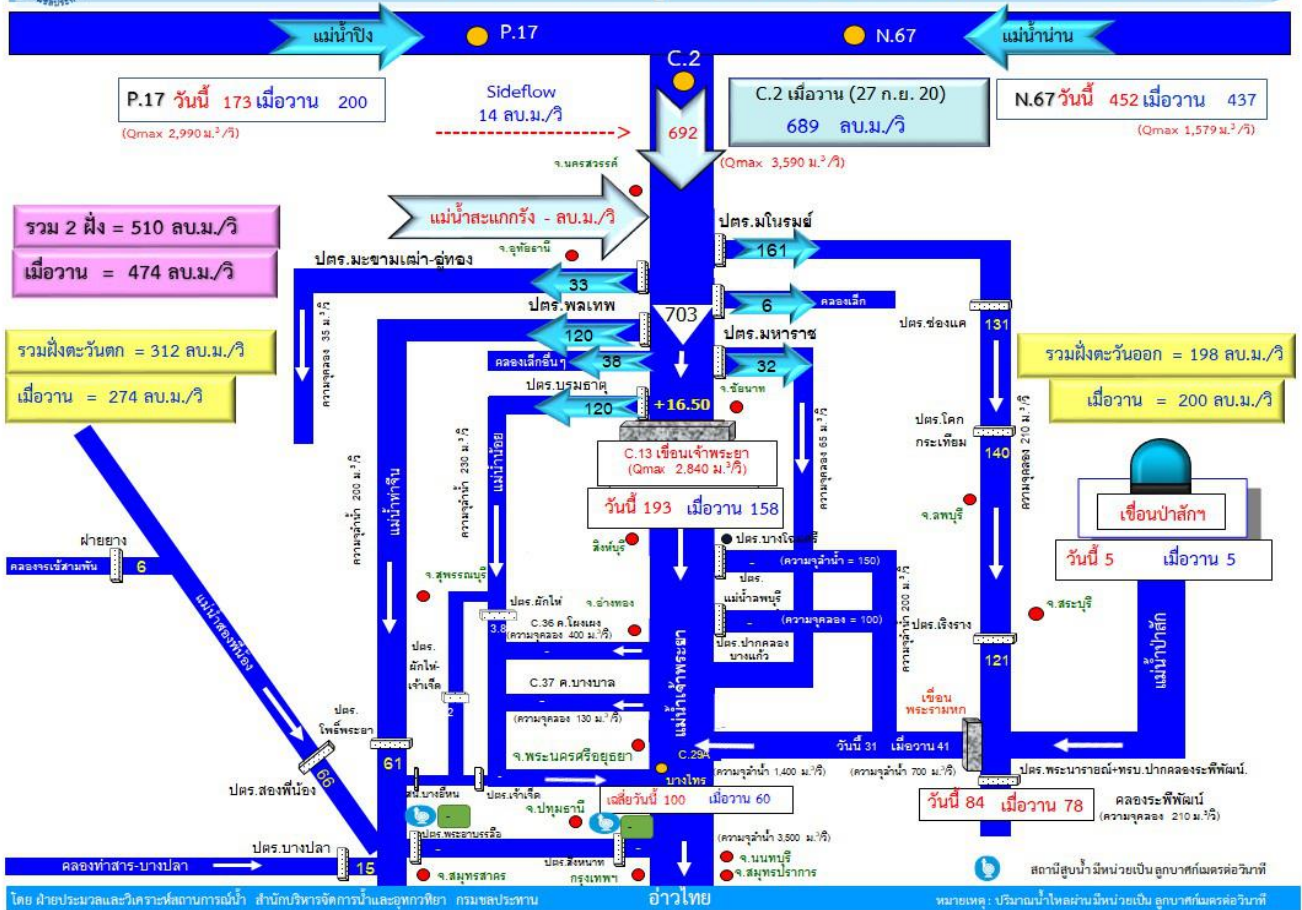 แม่น้ำปิง
P.17
N.67
แม่น้ำน่าน
C.2
P.17 วันนี้ 173 เมื่อวาน 200
(Qmax 2,990 ม.³/วิ)
Sideflow
14 ลบ.ม./วิ
692
C.2 เมื่อวาน (27 ก.ย. 20)
689 ลบ.ม./วิ
(Qmax 3,590 ม.³/วิ)
N.67 วันนี้ 452 เมื่อวาน 437
(Qmax 1,579 ม.³/วิ)
จ.นครสวรรค์
แม่น้ำสะแกกรัง - ลบ.ม./วิ
รวม 2 ฝั่ง = 510 ลบ.ม./วิ
เมื่อวาน = 474 ลบ.ม./วิ
จ.อุทัยธานี
ปตร.มโนรมย์
161
ปตร.มะขามเฒ่า-อู่ทอง
33
6
คลองเล็ก
ปตร.พลเทพ
703
120
ปตร.มหาราช
ปตร.ช่องแค
131
รวมฝั่งตะวันตก = 312 ลบ.ม./วิ
เมื่อวาน = 274 ลบ.ม./วิ
ความจุคลอง 35 ม.³/วิ
คลองเล็กอื่นๆ
38
32
รวมฝั่งตะวันออก = 198 ลบ.ม./วิ
เมื่อวาน = 200 ลบ.ม./วิ
ปตร.บรมธาตุ
120
+16.50
จ.ชัยนาท
ปตร.โคก
กระเทียม
140
C.13 เขื่อนเจ้าพระยา
(Qmax 2,840 ม.³/วิ)
วันนี้ 193 เมื่อวาน 158
ความจุลำน้ำ 200 ม.³/วิ
แม่น้ำท่าจีน
ความจุลำน้ำ 230 ม.³/วิ
แม่น้ำน้อย
ความจุคลอง 65 ม.³/วิ
ความจุคลอง 210 ม.³/วิ
จ.ลพบุรี
เขื่อนป่าสักฯ
วันนี้ 5 เมื่อวาน 5
ฝายยาง
คลองจรเข้สามพัน
6
สิงห์บุรี
ปตร.บางโฉมศรี
- (ความจุลำน้ำ = 150)
จ.สุพรรณบุรี
แม่น้ำสองพี่น้อง
ปตร.ผักไห่
3.8
จ.อ่างทอง
C.36 ค.โผงเผง
(ความจุคลอง 400 ม.³/วิ)
-
ปตร.
แม่น้ำลพบุรี
- (ความจุคลอง = 100)
ความจุลำน้ำ 200 ม.³/วิ
ปตร.เริงราง
121
จ.สระบุรี
แม่น้ำป่าสัก
ปตร.
ผักไห่-
เจ้าเจ็ด
2
ปตร.ปากคลอง
บางแก้ว
C.37 ค.บางบาล
-
(ความจุคลอง 130 ม.³/วิ)
แม่น้ำเจ้าพระยา
เขื่อน
พระรามหก
ปตร.
โพธิ์พระยา
61
จ.พระนครศรีอยุธยา
C.29A
วันนี้ 31 เมื่อวาน 41
ปตร.สองพี่น้อง
66
สน.บางยี่หน
ปตร.เจ้าเจ็ด
บางไทร
(ความจุลำน้ำ 1,400 ม.³/วิ)
(ความจุลำน้ำ 700 ม.³/วิ)
ปตร.พระนารายณ์+ทรบ.ปากคลองระพีพัฒน์.
เฉลี่ยวันนี้ 100 เมื่อวาน 60
วันนี้ 84 เมื่อวาน 78
คลองระพีพัฒน์
(ความจุคลอง 210 ม.³/วิ)
-
จ.ปทุมธานี
-
ปตร.พระยาบรรลือ
- -
(ความจุลำน้ำ 3,500 ม.³/วิ)
ปตร.บางปลา
คลองท่าสาร-บางปลา
15
ปตร.สิงหนาท
จ.สมุทรสาคร
กรุงเทพฯ
จ.นนทบุรี
จ.สมุทรปราการ
สถานีสูบน้ำ มีหน่วยเป็น ลูกบาศก์เมตรต่อวินาที
โดย ฝ่ายประมวลและวิเคราะห์สถานการณ์น้ำ สำนักบริหารจัดการน้ำและอุทกวิทยา กรมชลประทาน
อ่าวไทย
หมายเหตุ : ปริมาณน้ำไหลผ่าน มีหน่วยเป็น ลูกบาศก์เมตรต่อวินาที